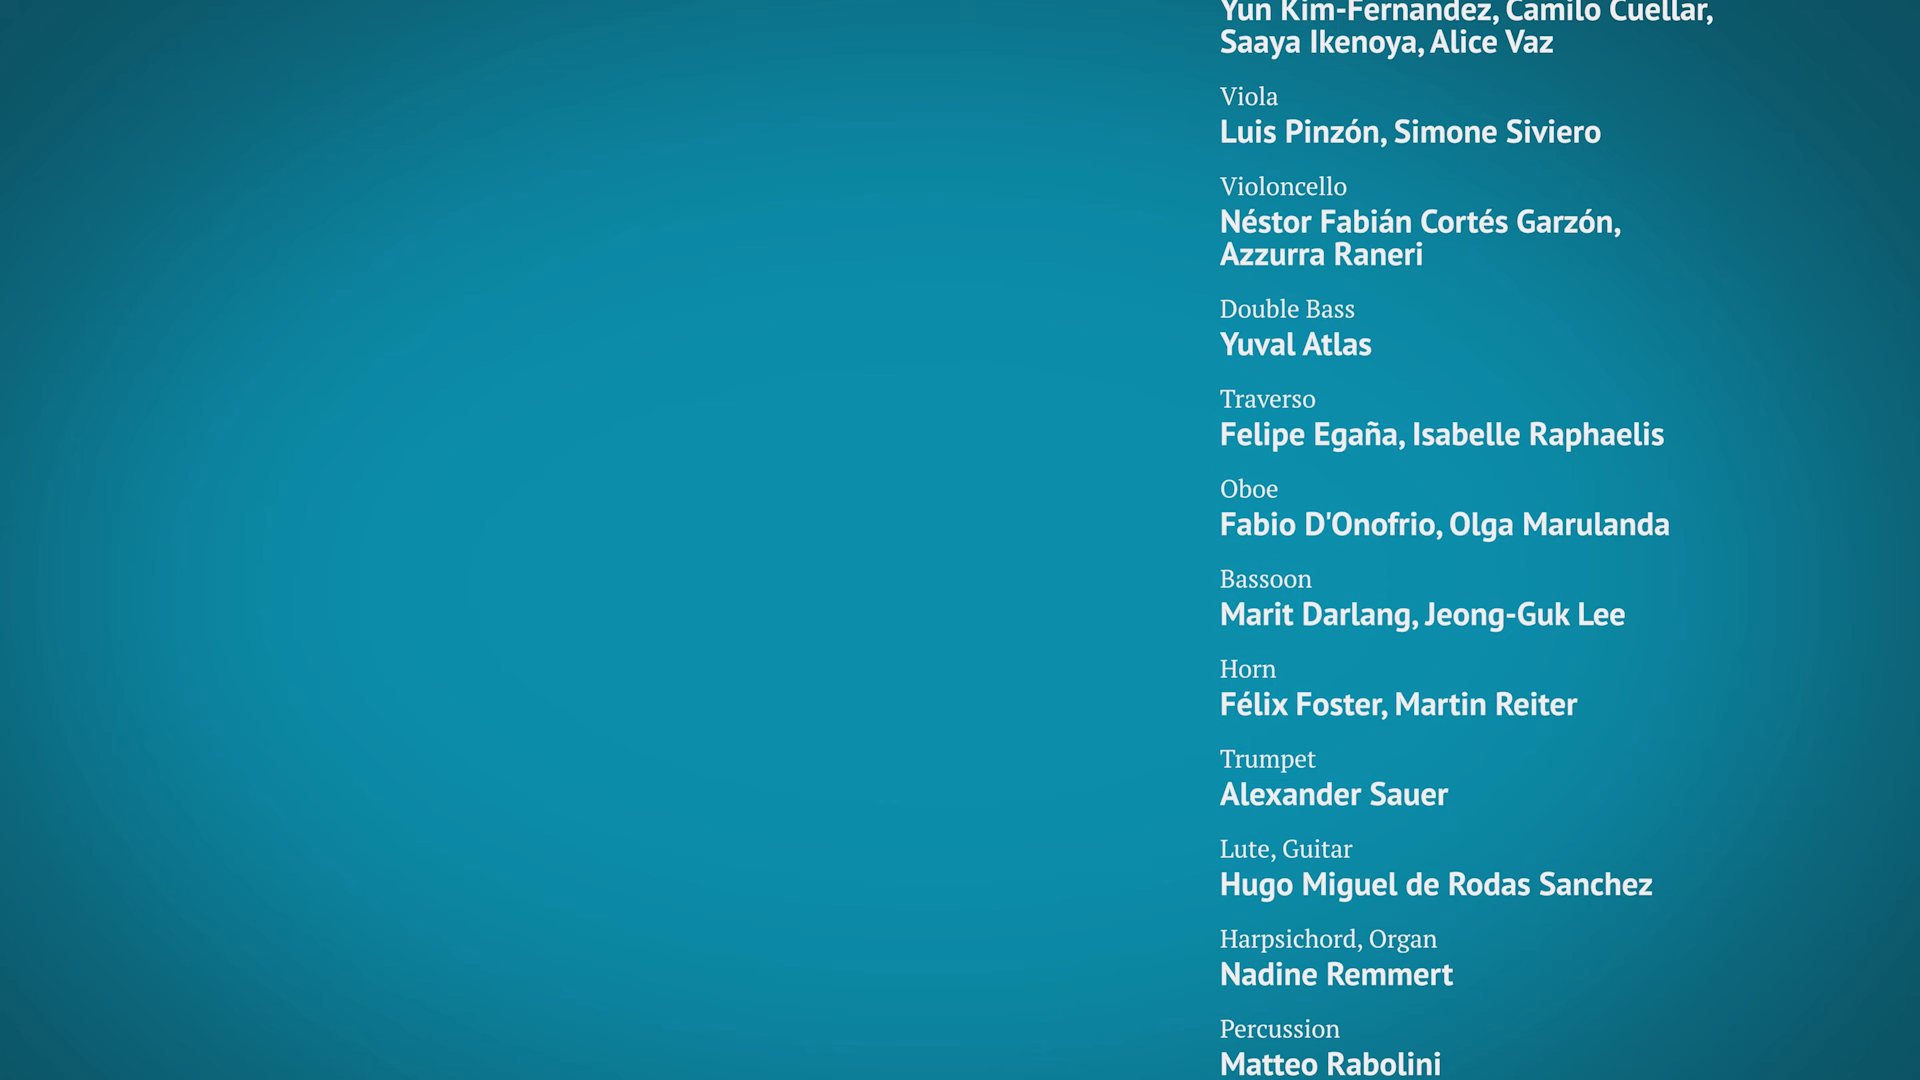 Yun Kim-Fernandez, Camilo Cuellar,
Saaya Ikenoya, Alice Vaz
Viola
Luis Pinzón, Simone Siviero
Violoncello
Néstor Fabián Cortés Garzón,
Azzurra Raneri
Double Bass
Yuval Atlas
Traverso
Felipe Egaña, Isabelle Raphaelis
Oboe
Fabio D'Onofrio, Olga Marulanda
Bassoon
Marit Darlang, Jeong-Guk Lee
Horn
Félix Foster, Martin Reiter
Trumpet
Alexander Sauer
Lute, Guitar
Hugo Miguel de Rodas Sanchez
Harpsichord, Organ
Nadine Remmert
Percussion
Matteo Rabolini